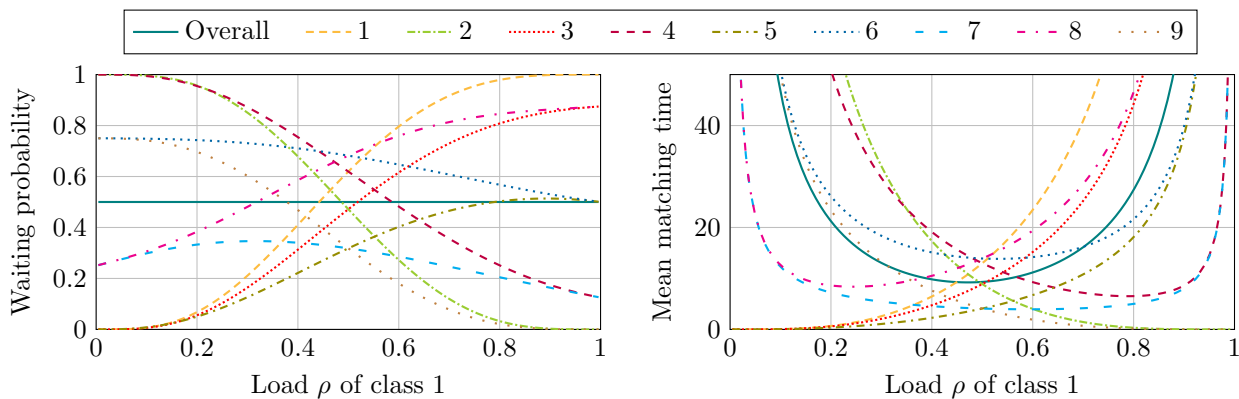 Overall 1 2 3 4 5 6 7 8 9
Waiting probability
1
0.8
0.6
0.4
0.2
0
0 0.2 0.4 0.6 0.8 1
Load ρ of class 1
Mean matching time
40
20
0
0 0.2 0.4 0.6 0.8 1
Load ρ of class 1